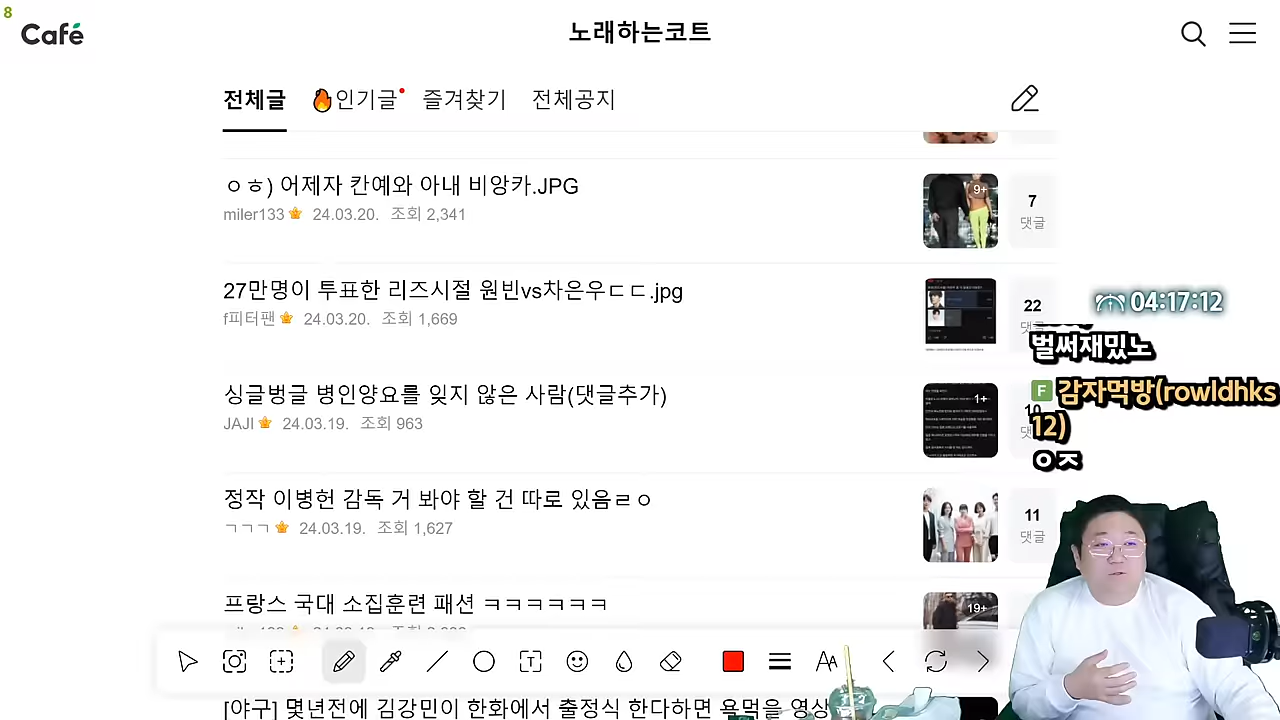 8
Café
노래하는코트
전체글 🔥인기글 즐겨찾기 전체공지
ㅇㅎ) 어제자 칸예와 아내 비앙카.JPG
miler133 24.03.20. 조회 2,341
9+
7
댓글
27만명이 투표한 리즈시절 원빈vs차은우ㄷㄷ.jpg
f파터팬 24.03.20. 조회 1,669
22
04:17:12
벌써재밌노
싱글벙글 병인양요를 잊지 않은 사람(댓글추가)
JAJU 24.03.19. 조회 963
1+
10
F 감자먹방(rowldhks
12)
ㅇㅈ
정작 이병헌 감독 거 봐야 할 건 따로 있음ㄹㅇ
ㄱㄱㄱ 24.03.19. 조회 1,627
11
댓글
프랑스 국대 소집훈련 패션 ㅋㅋㅋㅋㅋㅋ
19+
T
[야구] 몇년전에 김강민이 한화에서 출정식 한다하면 욕먹을 영상